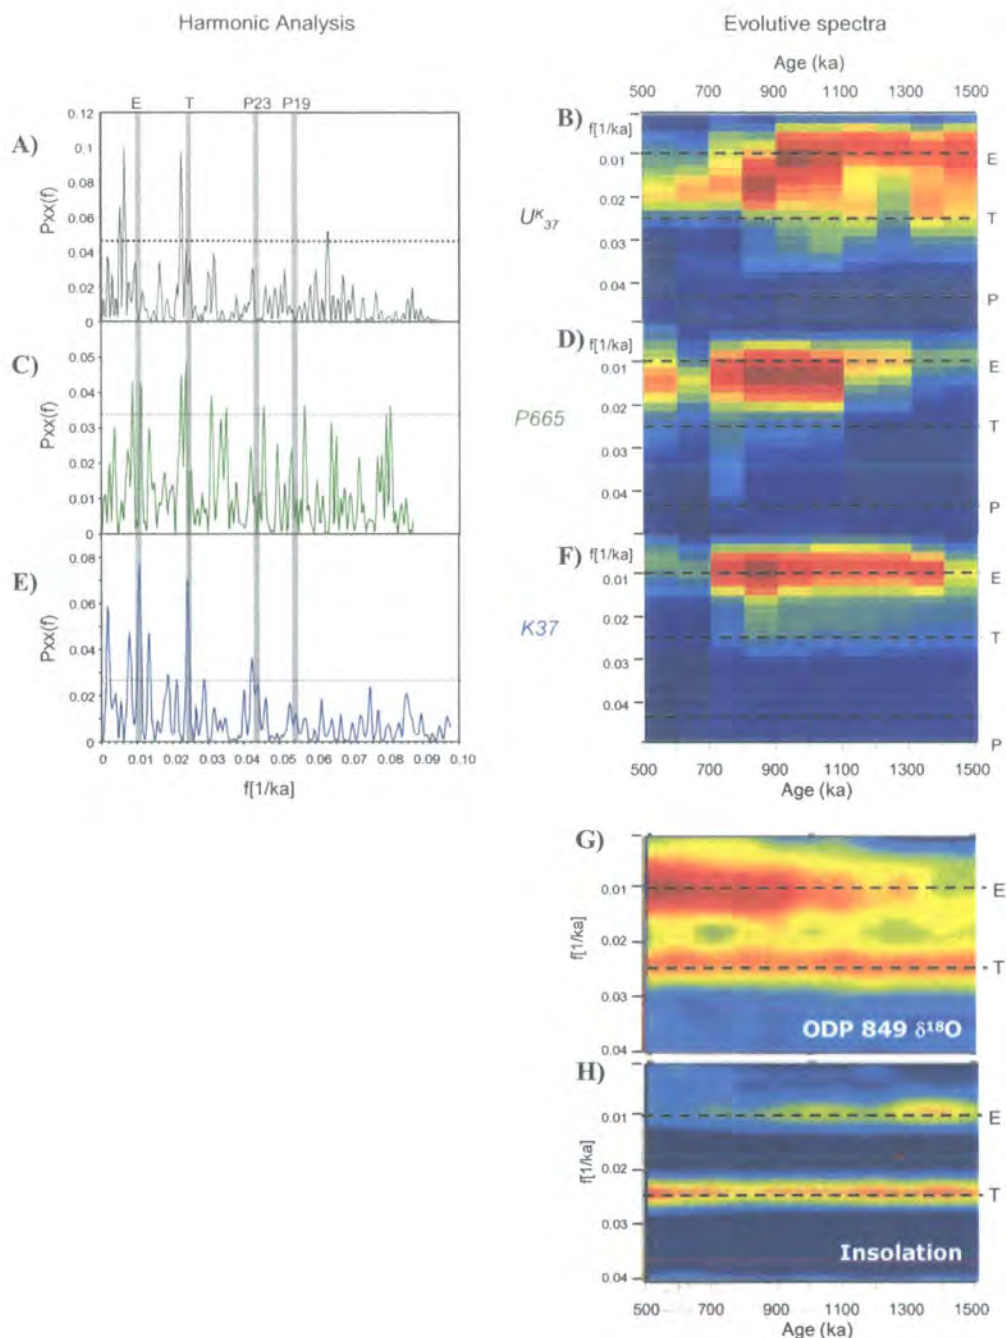 Harmonic Analysis
Evolutive spectra
Age (ka)
500 700 900 1100 1300 1500
E T P23 P19
A)
0.12
0.1
0.08
0.06
0.04
0.02
0
Pxx(f)
B)
f[1/ka]
0.01
0.02
0.03
0.04
E
T
P
UK37
C)
0.05
0.04
0.03
0.02
0.01
0
Pxx(f)
D)
f[1/ka]
0.01
0.02
0.03
0.04
E
T
P
P665
E)
0.08
0.06
0.04
0.02
0
Pxx(f)
0 0.01 0.02 0.03 0.04 0.05 0.06 0.07 0.08 0.09 0.10
f[1/ka]
F)
f[1/ka]
0.01
0.02
0.03
0.04
E
T
P
K37
500 700 900 1100 1300 1500
Age (ka)
G)
0.01
0.02
0.03
0.04
f[1/ka]
E
T
ODP 849 δ18O
H)
0.01
0.02
0.03
0.04
f[1/ka]
E
T
Insolation
500 700 900 1100 1300 1500
Age (ka)